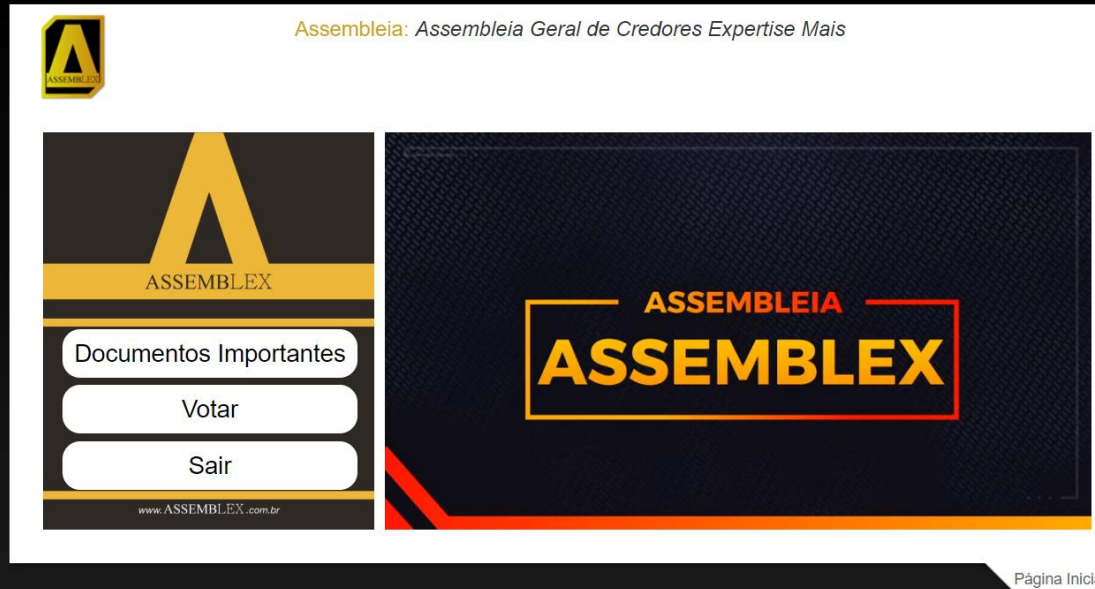 Assembleia: Assembleia Geral de Credores Expertise Mais
ASSEMBLEX
ASSEMBLEX
Documentos Importantes
Votar
Sair
www.ASSEMBLEX.com.br
ASSEMBLEIA
ASSEMBLEX
Página